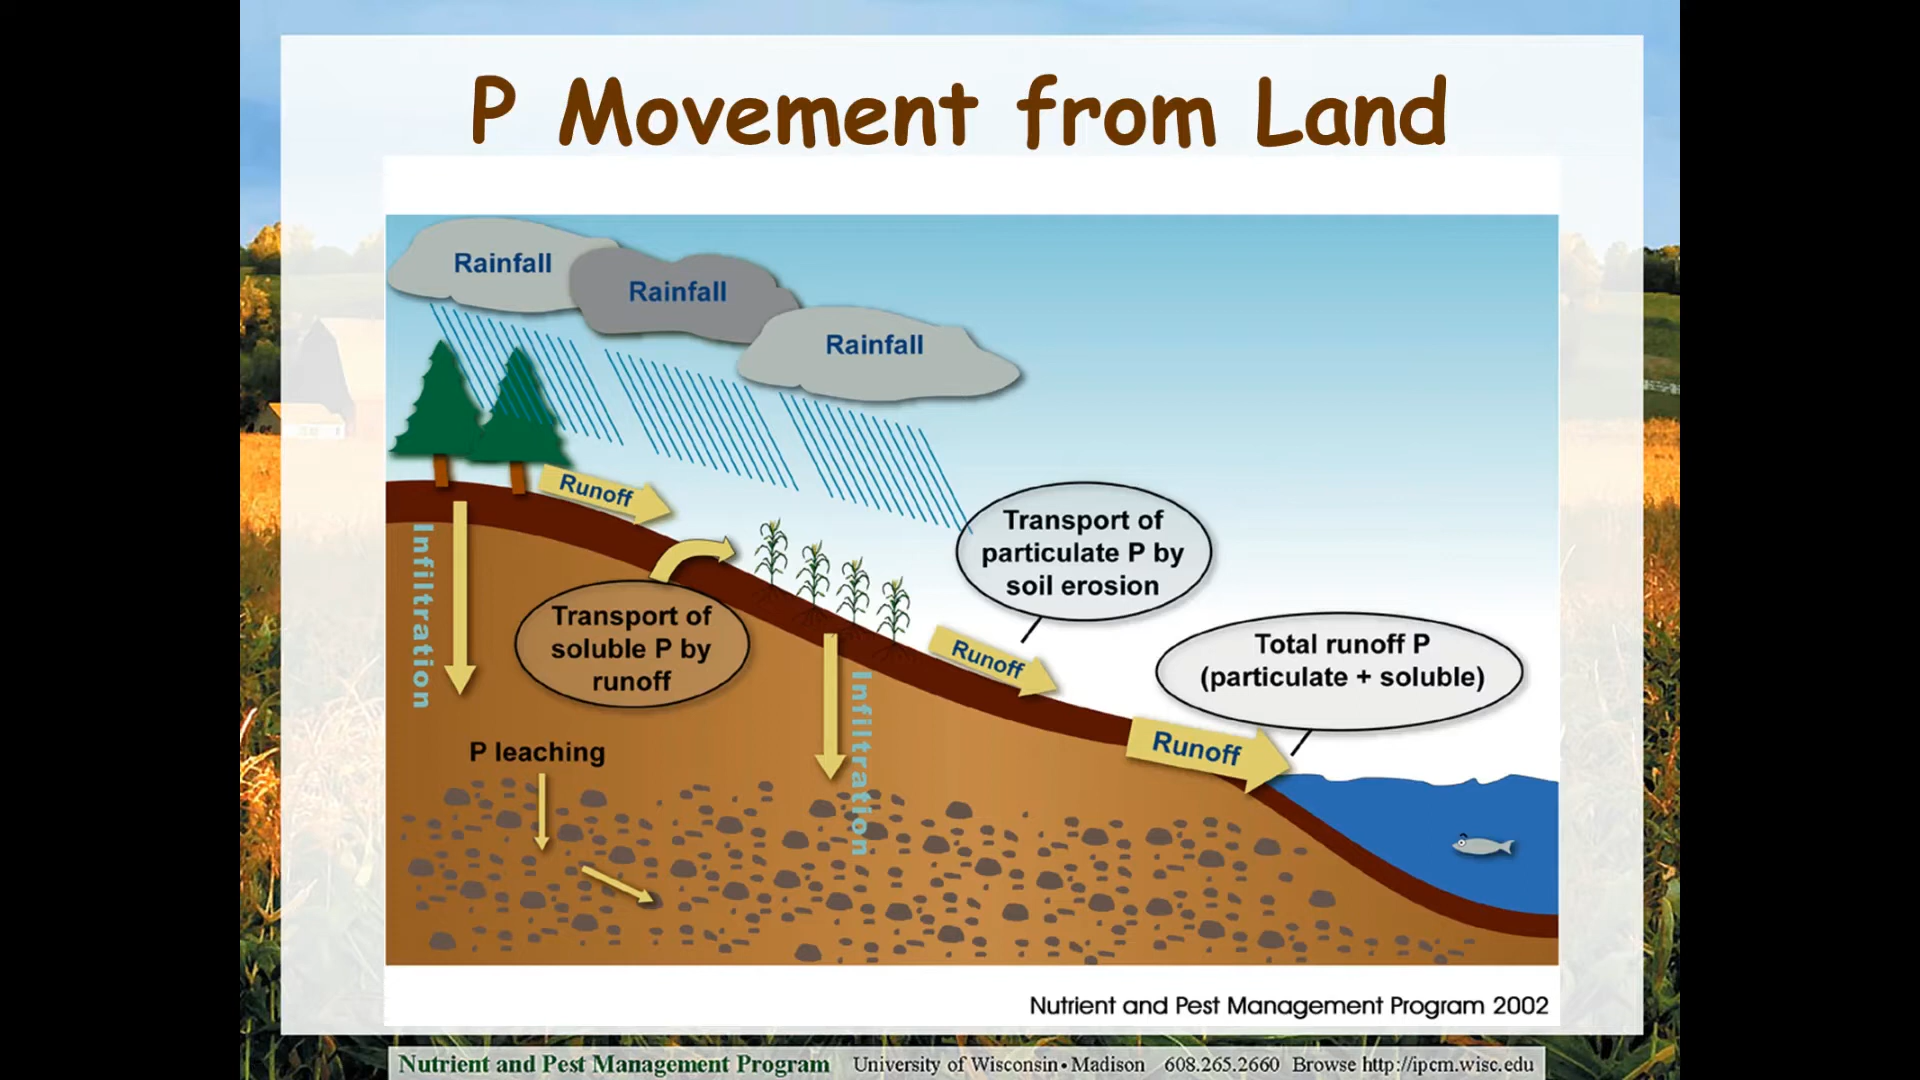 P Movement from Land
Rainfall
Rainfall
Rainfall
Runoff
Infiltration
Transport of
soluble P by
runoff
Transport of
particulate P by
soil erosion
Runoff
Infiltration
Total runoff P
(particulate + soluble)
Runoff
P leaching
Nutrient and Pest Management Program 2002
Nutrient and Pest Management Program University of Wisconsin • Madison 608.265.2660 Browse http://ipcm.wisc.edu